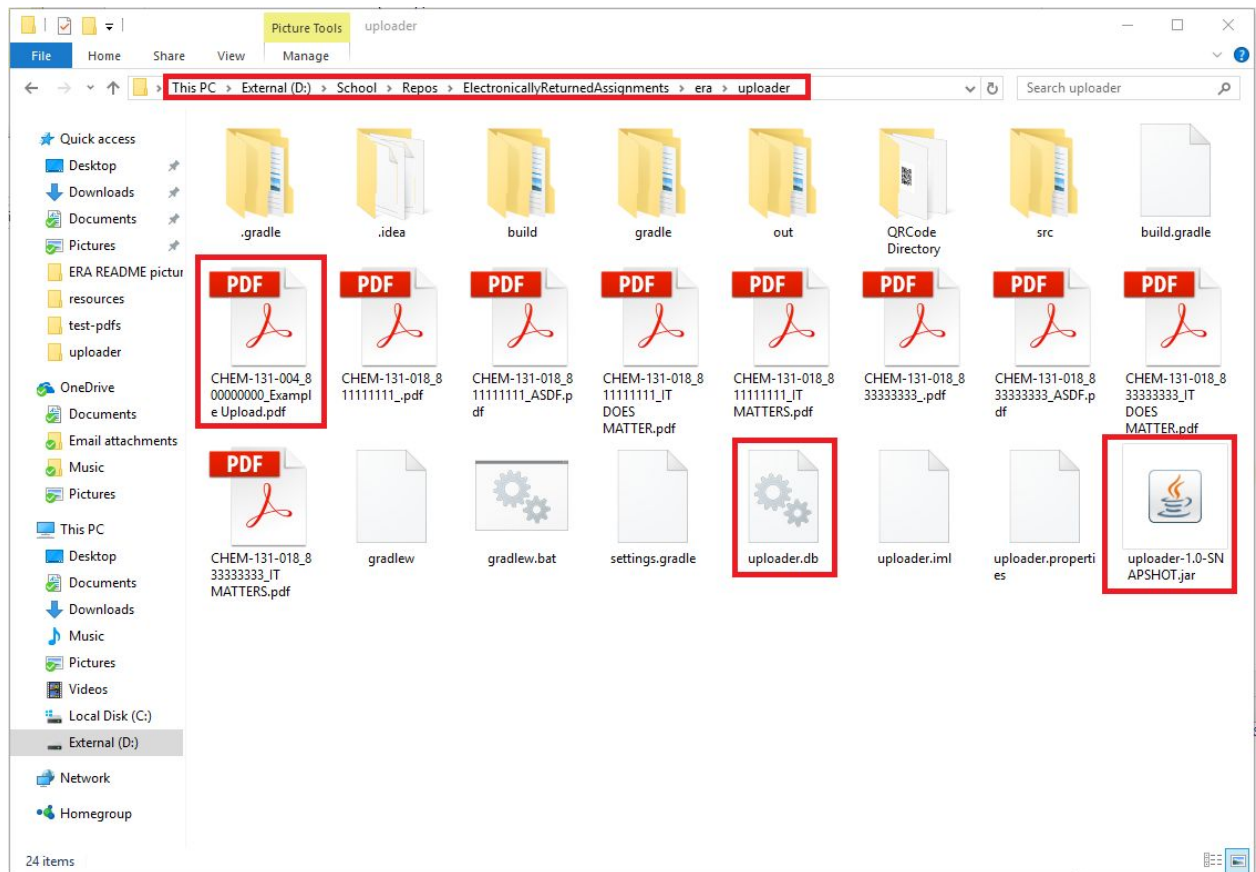 Picture Tools uploader
File Home Share View Manage
This PC > External (D:) > School > Repos > ElectronicallyReturnedAssignments > era > uploader
Search uploader
Quick access
Desktop
Downloads
Documents
Pictures
ERA README pictur
resources
test-pdfs
uploader
OneDrive
Documents
Email attachments
Music
Pictures
This PC
Desktop
Documents
Downloads
Music
Pictures
Videos
Local Disk (C:)
External (D:)
Network
Homegroup
.gradle
.idea
build
gradle
out
QRCode
Directory
src
build.gradle
PDF
CHEM-131-004_8
00000000_Exampl
e Upload.pdf
PDF
CHEM-131-018_8
11111111_.pdf
PDF
CHEM-131-018_8
11111111_ASDF.p
df
PDF
CHEM-131-018_8
11111111_IT
DOES
MATTER.pdf
PDF
CHEM-131-018_8
11111111_IT
MATTERS.pdf
PDF
CHEM-131-018_8
33333333_.pdf
PDF
CHEM-131-018_8
33333333_ASDF.p
df
PDF
CHEM-131-018_8
33333333_IT
DOES
MATTER.pdf
PDF
CHEM-131-018_8
33333333_IT
MATTERS.pdf
gradlew
gradlew.bat
settings.gradle
uploader.db
uploader.iml
uploader.properti
es
uploader-1.0-SN
APSHOT.jar
24 items